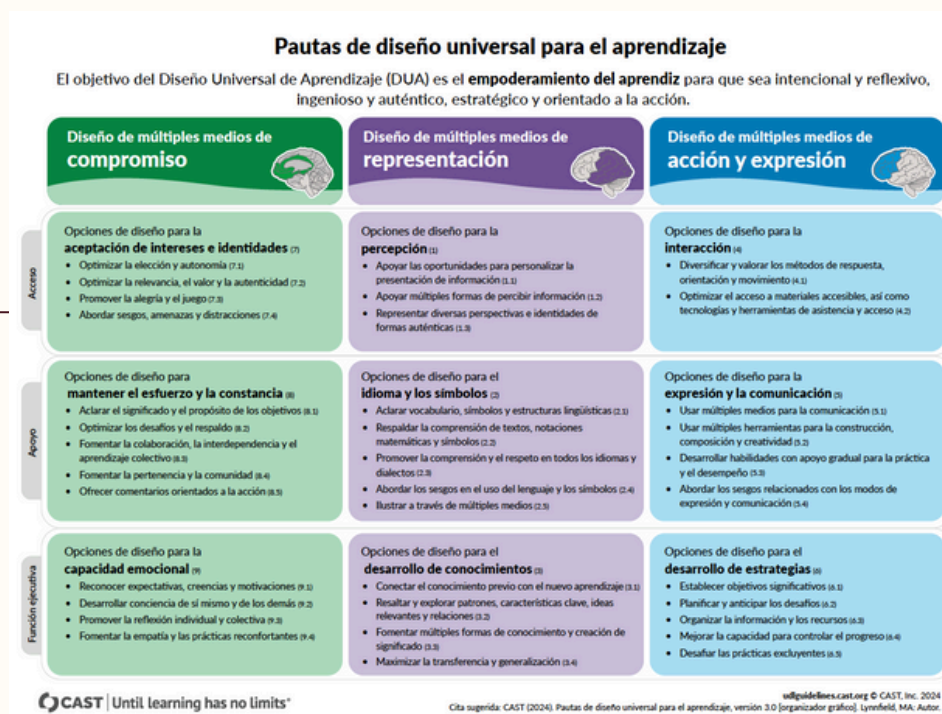 Pautas de diseño universal para el aprendizaje
El objetivo del Diseño Universal de Aprendizaje (DUA) es el empoderamiento del aprendiz para que sea intencional y reflexivo,
ingenioso y auténtico, estratégico y orientado a la acción.
Diseño de múltiples medios de
compromiso
Diseño de múltiples medios de
representación
Diseño de múltiples medios de
acción y expresión
Acceso
Opciones de diseño para la
aceptación de intereses e identidades (7)
• Optimizar la elección y autonomía (7.1)
• Optimizar la relevancia, el valor y la autenticidad (7.2)
• Promover la alegría y el juego (7.3)
• Abordar sesgos, amenazas y distracciones (7.4)
Opciones de diseño para la
percepción (1)
• Apoyar las oportunidades para personalizar la
presentación de información (1.1)
• Apoyar múltiples formas de percibir información (1.2)
• Representar diversas perspectivas e identidades de
formas auténticas (1.3)
Opciones de diseño para la
interacción (4)
• Diversificar y valorar los métodos de respuesta,
orientación y movimiento (4.1)
• Optimizar el acceso a materiales accesibles, así como
tecnologías y herramientas de asistencia y acceso (4.2)
Apoyo
Opciones de diseño para
mantener el esfuerzo y la constancia (8)
• Aclarar el significado y el propósito de los objetivos (8.1)
• Optimizar los desafíos y el respaldo (8.2)
• Fomentar la colaboración, la interdependencia y el
aprendizaje colectivo (8.3)
• Fomentar la pertenencia y la comunidad (8.4)
• Ofrecer comentarios orientados a la acción (8.5)
Opciones de diseño para el
idioma y los símbolos (2)
• Aclarar vocabulario, símbolos y estructuras lingüísticas (2.1)
• Respaldar la comprensión de textos, notaciones
matemáticas y símbolos (2.2)
• Promover la comprensión y el respeto en todos los idiomas y
dialectos (2.3)
• Abordar los sesgos en el uso del lenguaje y los símbolos (2.4)
• Ilustrar a través de múltiples medios (2.5)
Opciones de diseño para la
expresión y la comunicación (5)
• Usar múltiples medios para la comunicación (5.1)
• Usar múltiples herramientas para la construcción,
composición y creatividad (5.2)
• Desarrollar habilidades con apoyo gradual para la práctica
y el desempeño (5.3)
• Abordar los sesgos relacionados con los modos de
expresión y comunicación (5.4)
Función ejecutiva
Opciones de diseño para la
capacidad emocional (9)
• Reconocer expectativas, creencias y motivaciones (9.1)
• Desarrollar conciencia de sí mismo y de los demás (9.2)
• Promover la reflexión individual y colectiva (9.3)
• Fomentar la empatía y las prácticas reconfortantes (9.4)
Opciones de diseño para el
desarrollo de conocimientos (3)
• Conectar el conocimiento previo con el nuevo aprendizaje (3.1)
• Resaltar y explorar patrones, características clave, ideas
relevantes y relaciones (3.2)
• Fomentar múltiples formas de conocimiento y creación de
significado (3.3)
• Maximizar la transferencia y generalización (3.4)
Opciones de diseño para el
desarrollo de estrategias (6)
• Establecer objetivos significativos (6.1)
• Planificar y anticipar los desafíos (6.2)
• Organizar la información y los recursos (6.3)
• Mejorar la capacidad para controlar el progreso (6.4)
• Desafiar las prácticas excluyentes (6.5)
CAST | Until learning has no limits®
udlguidelines.cast.org © CAST, Inc. 2024
Cita sugerida: CAST (2024). Pautas de diseño universal para el aprendizaje, versión 3.0 [organizador gráfico]. Lynnfield, MA: Autor.